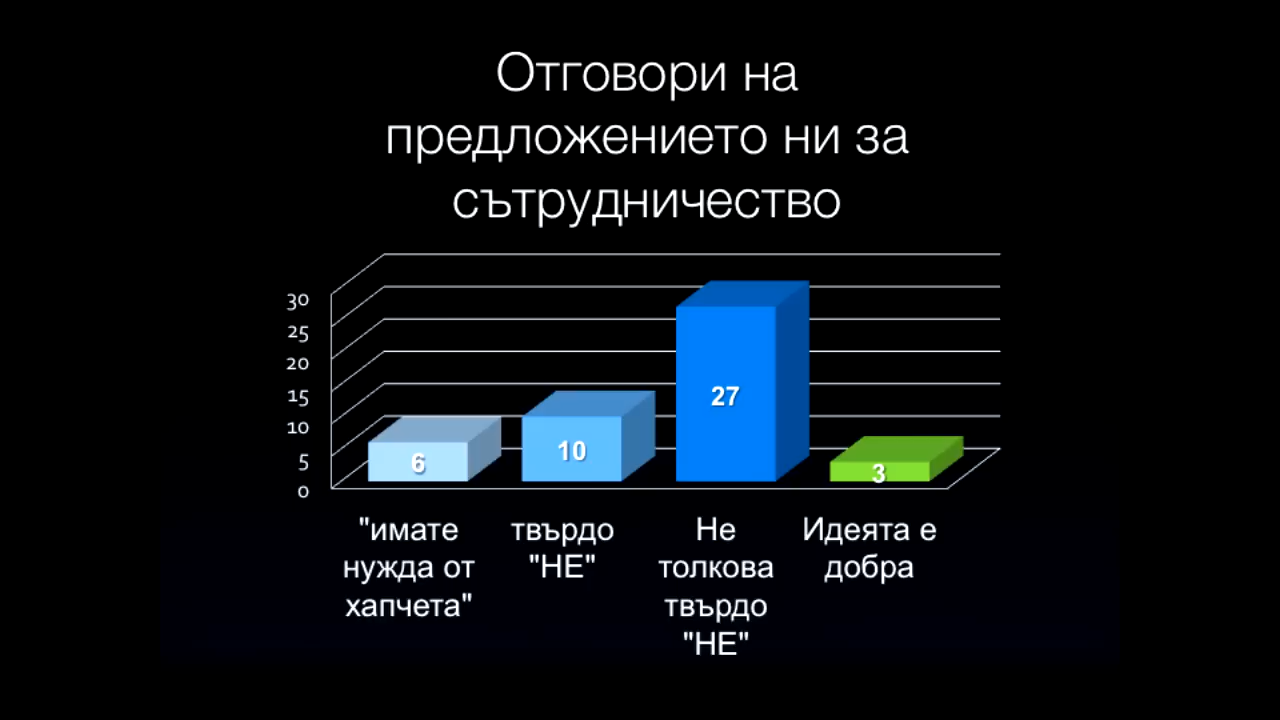 Отговори на
предложението ни за
сътрудничество
30
25
20
15
10
5
0
6
10
27
3
"имате
нужда от
хапчета"
твърдо
"НЕ"
Не
толкова
твърдо
"НЕ"
Идеята е
добра